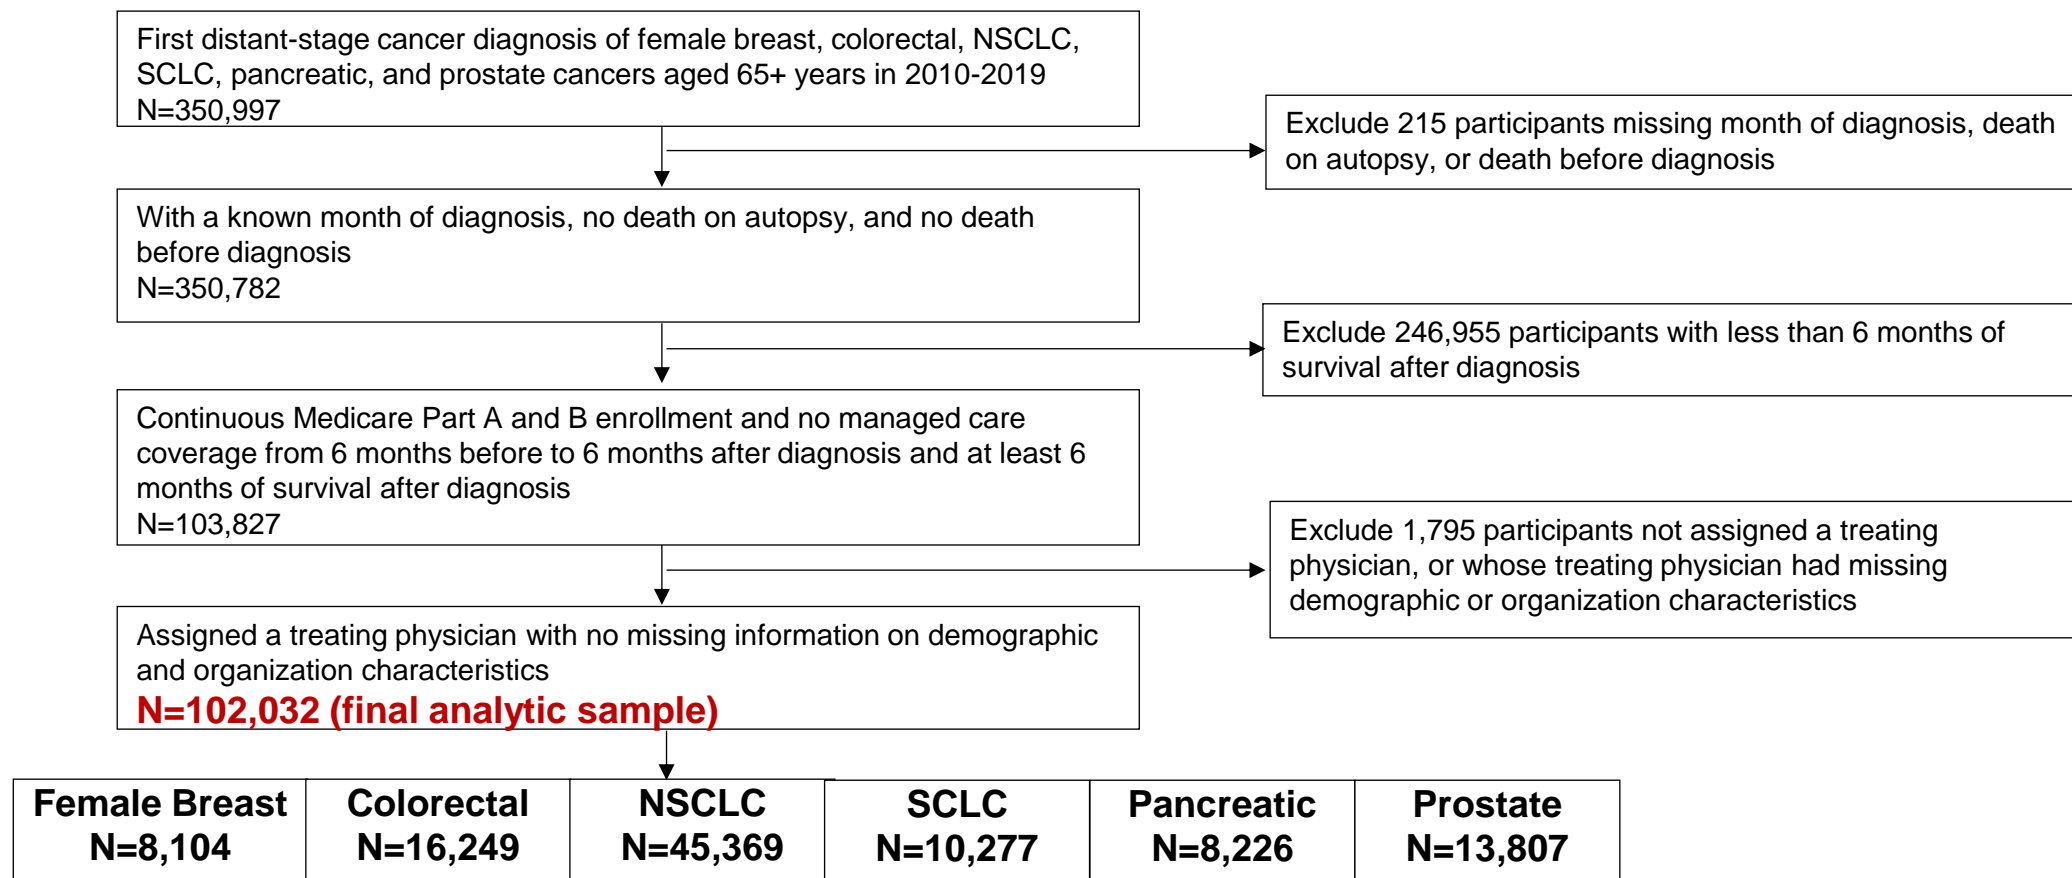 First distant-stage cancer diagnosis of female breast, colorectal, NSCLC,
SCLC, pancreatic, and prostate cancers aged 65+ years in 2010-2019
N=350,997
Exclude 215 participants missing month of diagnosis, death
on autopsy, or death before diagnosis
With a known month of diagnosis, no death on autopsy, and no death
before diagnosis
N=350,782
Exclude 246,955 participants with less than 6 months of
survival after diagnosis
Continuous Medicare Part A and B enrollment and no managed care
coverage from 6 months before to 6 months after diagnosis and at least 6
months of survival after diagnosis
N=103,827
Exclude 1,795 participants not assigned a treating
physician, or whose treating physician had missing
demographic or organization characteristics
Assigned a treating physician with no missing information on demographic
and organization characteristics
N=102,032 (final analytic sample)
Female Breast
N=8,104
Colorectal
N=16,249
NSCLC
N=45,369
SCLC
N=10,277
Pancreatic
N=8,226
Prostate
N=13,807